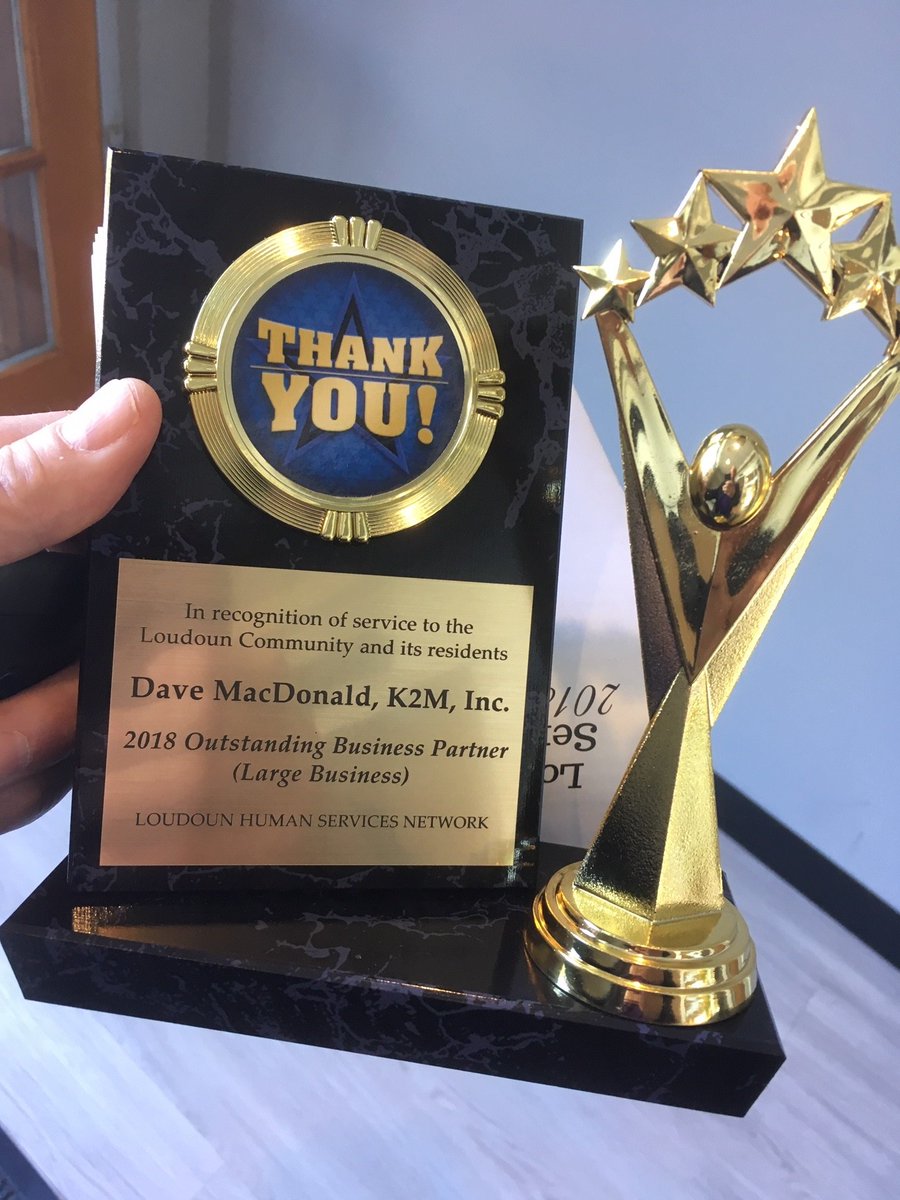 THANK
YOU!
In recognition of service to the
Loudoun Community and its residents
Dave MacDonald, K2M, Inc.
2018 Outstanding Business Partner
(Large Business)
LOUDOUN HUMAN SERVICES NETWORK